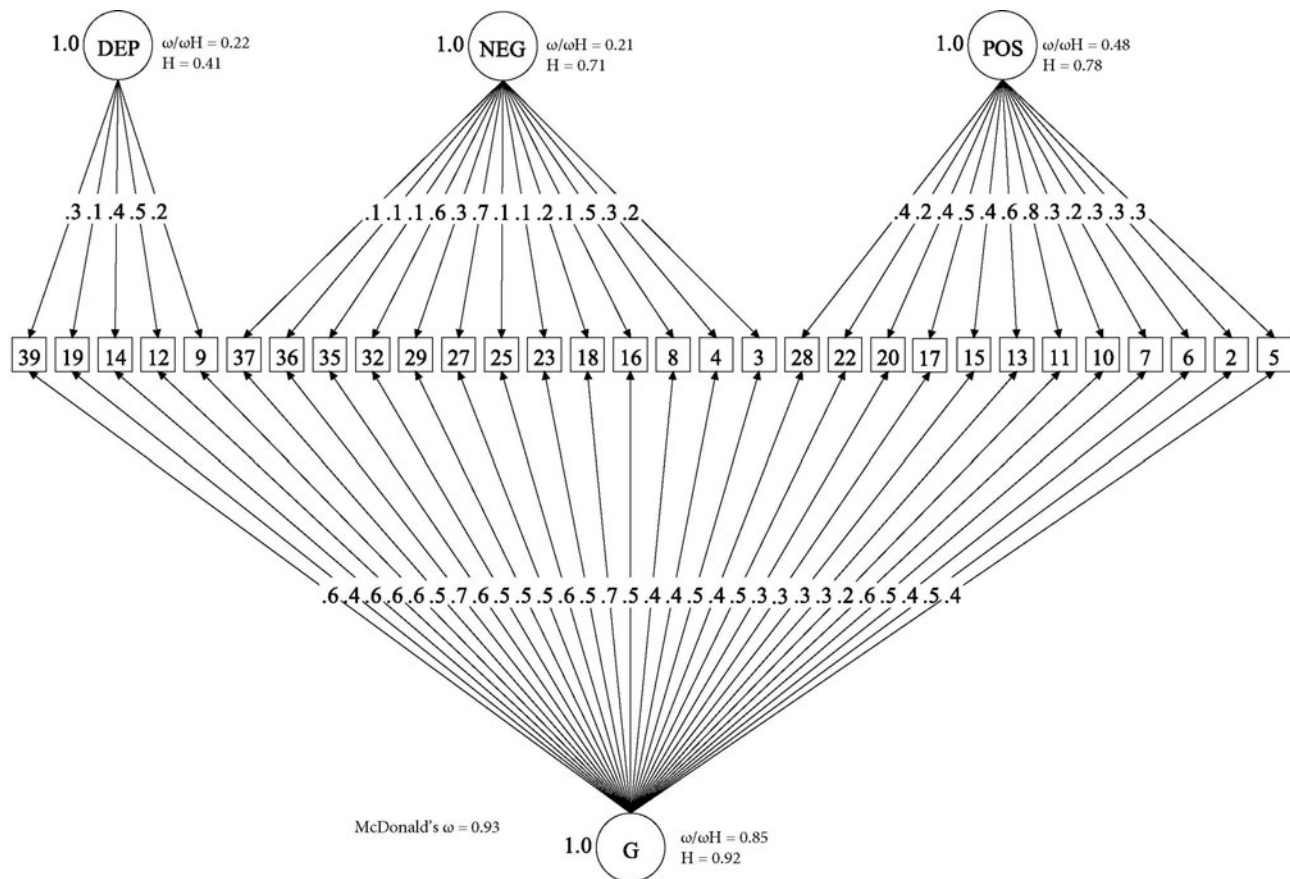 1.0 DEP ω/ωH = 0.22
H = 0.41
1.0 NEG ω/ωH = 0.21
H = 0.71
1.0 POS ω/ωH = 0.48
H = 0.78
.3 .1 .4 .5 .2 .1 .1 .1 .6 .3 .7 .1 .1 .2 .1 .5 .3 .2 .4 .2 .4 .5 .4 .6 .8 .3 .2 .3 .3 .3
39 19 14 12 9 37 36 35 32 29 27 25 23 18 16 8 4 3 28 22 20 17 15 13 11 10 7 6 2 5
.6 .4 .6 .6 .6 .5 .7 .6 .5 .5 .5 .6 .5 .7 .5 .4 .4 .5 .4 .5 .3 .3 .3 .3 .2 .6 .5 .4 .5 .4
McDonald's ω = 0.93
1.0 G ω/ωH = 0.85
H = 0.92